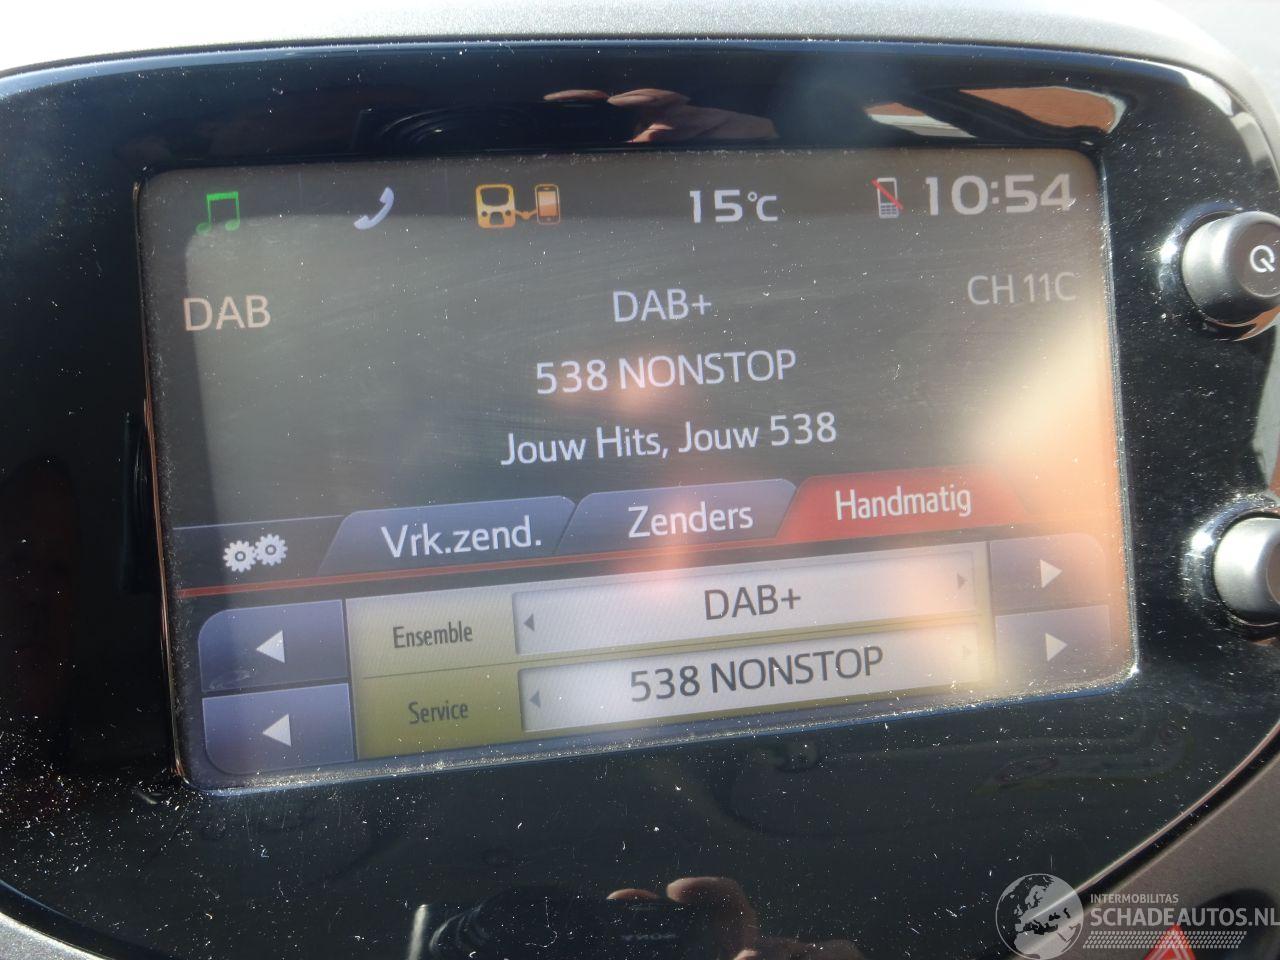 15°C
10:54
DAB
DAB+
CH 11C
538 NONSTOP
Jouw Hits, Jouw 538
Vrk.zend.
Zenders
Handmatig
Ensemble
DAB+
Service
538 NONSTOP
INTERMOBILITAS
SCHADEAUTOS.NL